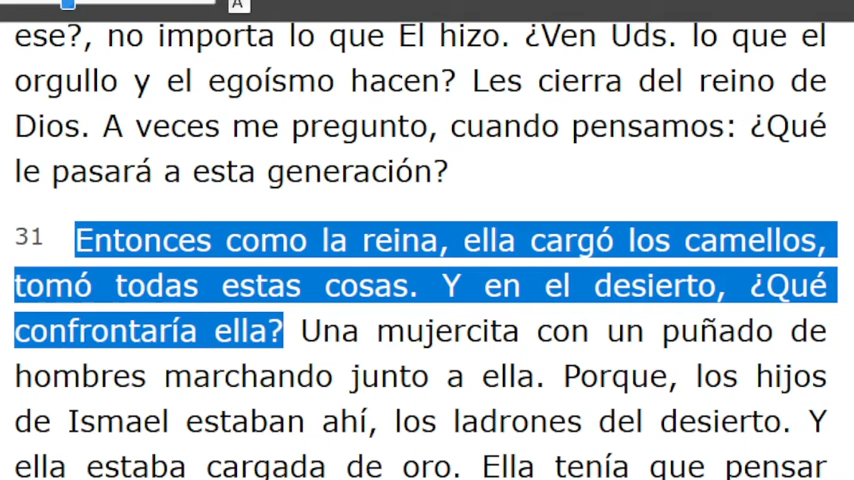 A
ese?, no importa lo que El hizo. ¿Ven Uds. lo que el
orgullo y el egoísmo hacen? Les cierra del reino de
Dios. A veces me pregunto, cuando pensamos: ¿Qué
le pasará a esta generación?
31 Entonces como la reina, ella cargó los camellos,
tomó todas estas cosas. Y en el desierto, ¿Qué
confrontaría ella? Una mujercita con un puñado de
hombres marchando junto a ella. Porque, los hijos
de Ismael estaban ahí, los ladrones del desierto. Y
ella estaba cargada de oro. Ella tenía que pensar